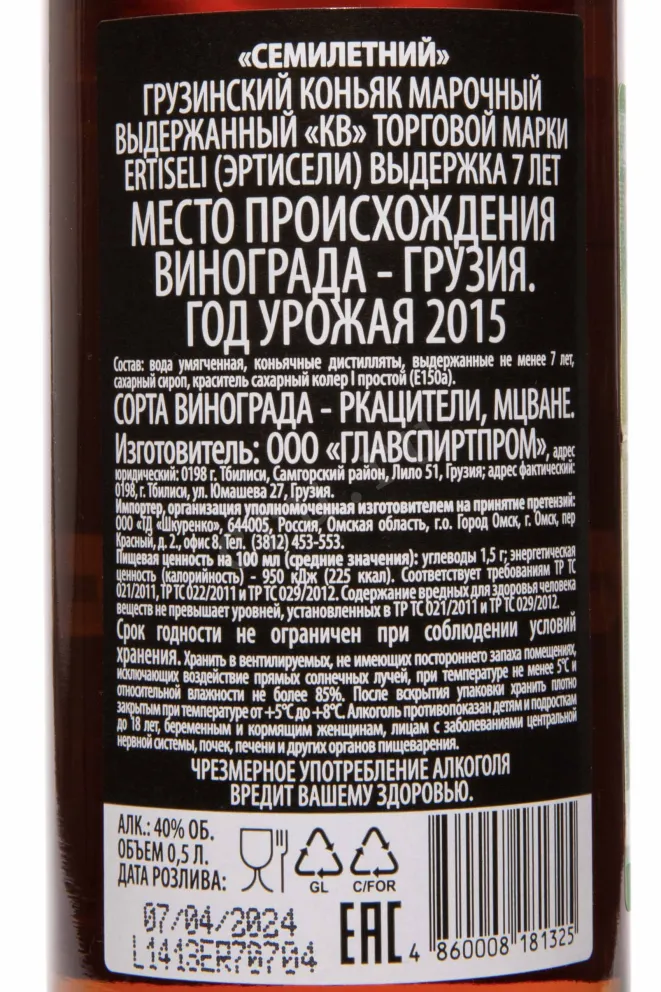 «СЕМИЛЕТНИЙ»
ГРУЗИНСКИЙ КОНЬЯК МАРОЧНЫЙ
ВЫДЕРЖАННЫЙ «КВ» ТОРГОВОЙ МАРКИ
ERTISELI (ЭРТИСЕЛИ) ВЫДЕРЖКА 7 ЛЕТ
МЕСТО ПРОИСХОЖДЕНИЯ
ВИНОГРАДА - ГРУЗИЯ.
ГОД УРОЖАЯ 2015
Состав: вода умягченная, коньячные дистилляты, выдержанные не менее 7 лет,
сахарный сироп, краситель сахарный колер I простой (Е150а).
СОРТА ВИНОГРАДА - РКАЦИТЕЛИ, МЦВАНЕ.
Изготовитель: ООО «ГЛАВСПИРТПРОМ», адрес
юридический: 0198 г. Тбилиси, Самгорский район, Лило 51, Грузия; адрес фактический:
0198, г. Тбилиси, ул. Юмашева 27, Грузия.
Импортер, организация уполномоченная изготовителем на принятие претензий:
ООО «ТД «Шкуренко», 644005, Россия, Омская область, г.о. Город Омск, г. Омск, пер
Красный, д. 2., офис 8. Тел. (3812) 453-553.
Пищевая ценность на 100 мл (средние значения): углеводы 1,5 г; энергетическая
ценность (калорийность) - 950 кДж (225 ккал). Соответствует требованиям ТР ТС
021/2011, ТР ТС 022/2011 и ТР ТС 029/2012. Содержание вредных для здоровья человека
веществ не превышает уровней, установленных в ТР ТС 021/2011 и ТР ТС 029/2012.
Срок годности не ограничен при соблюдении условий
хранения. Хранить в вентилируемых, не имеющих постороннего запаха помещениях,
исключающих воздействие прямых солнечных лучей, при температуре не менее 5°С и
относительной влажности не более 85%. После вскрытия упаковки хранить плотно
закрытым при температуре от +5°С до +8°С. Алкоголь противопоказан детям и подросткам
до 18 лет, беременным и кормящим женщинам, лицам с заболеваниями центральной
нервной системы, почек, печени и других органов пищеварения.
ЧРЕЗМЕРНОЕ УПОТРЕБЛЕНИЕ АЛКОГОЛЯ
ВРЕДИТ ВАШЕМУ ЗДОРОВЬЮ.
АЛК.: 40% ОБ.
ОБЪЕМ 0,5 Л.
ДАТА РОЗЛИВА:
GL
C/FOR
07/04/2024
L1413ER70704
EAC
4 860008 181325